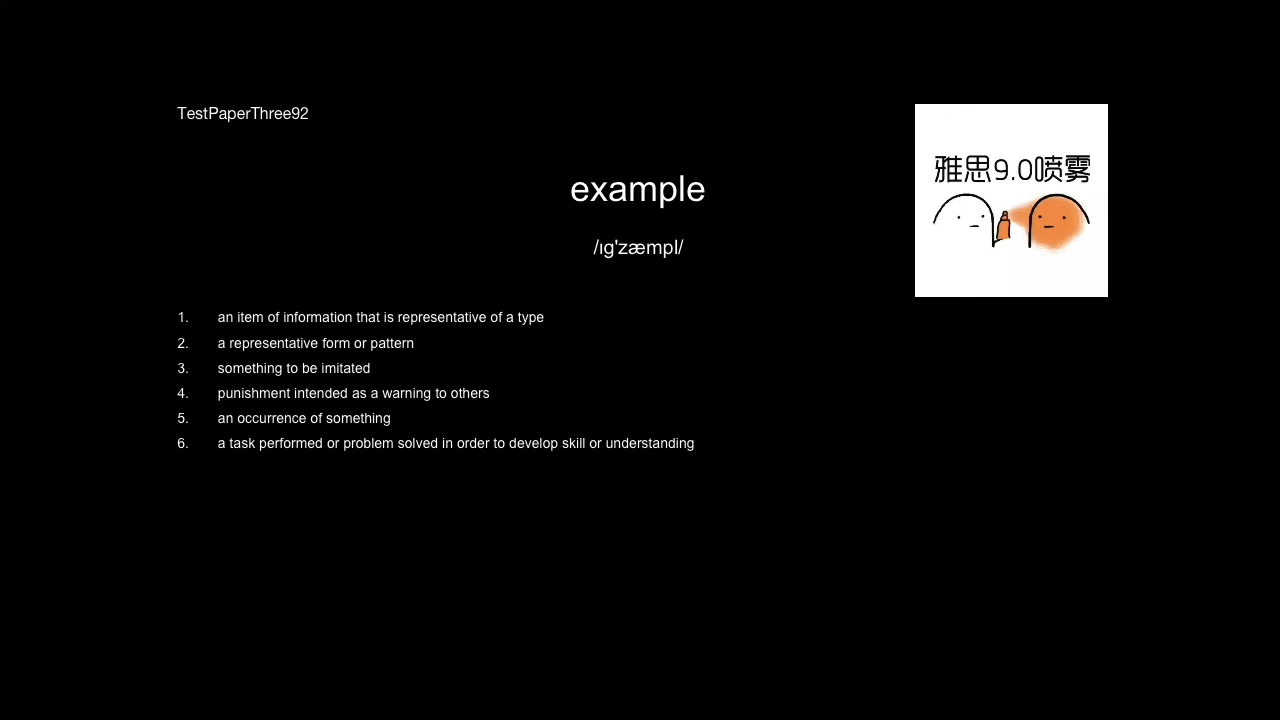 TestPaperThree92
雅思9.0喷雾
example
/ɪg'zæmpl/
1. an item of information that is representative of a type
2. a representative form or pattern
3. something to be imitated
4. punishment intended as a warning to others
5. an occurrence of something
6. a task performed or problem solved in order to develop skill or understanding